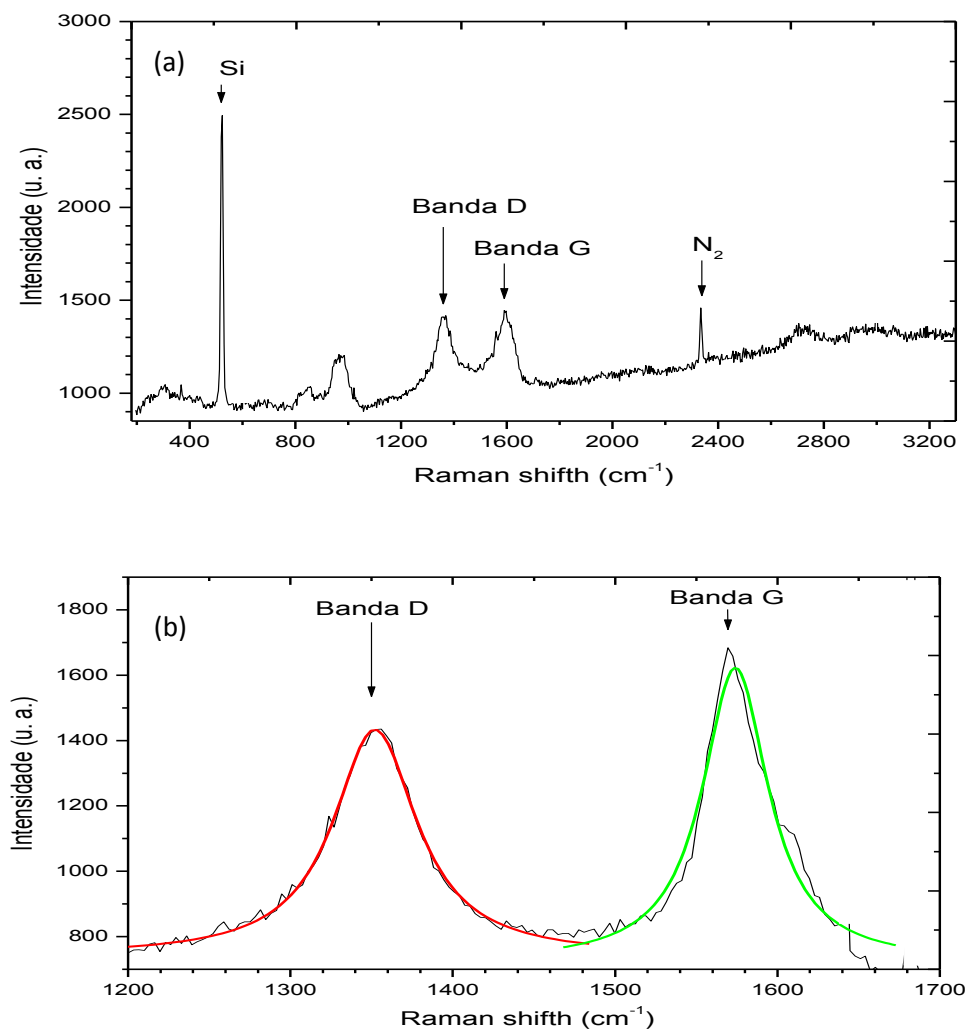 3000
(a)
Si
2500
2000
Banda D
Banda G
N2
1500
1000
Intensidade (u. a.)
400 800 1200 1600 2000 2400 2800 3200
Raman shifth (cm-1)
1800
Banda D
Banda G
(b)
1600
1400
1200
1000
800
Intensidade (u. a.)
1200 1300 1400 1500 1600 1700
Raman shifth (cm-1)